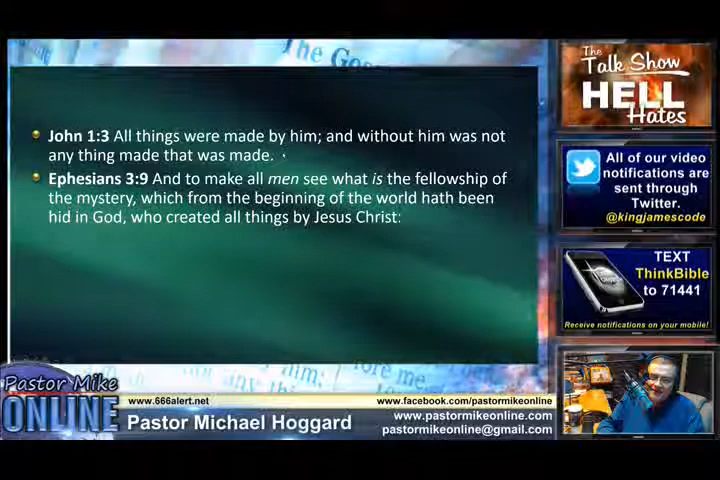 The Gos
John 1:3 All things were made by him; and without him was not
any thing made that was made.
Ephesians 3:9 And to make all men see what is the fellowship of
the mystery, which from the beginning of the world hath been
hid in God, who created all things by Jesus Christ:
The
Talk Show
HELL
Hates
All of our video
notifications are
sent through
Twitter.
@kingjamescode
TEXT
ThinkBible
to 71441
Receive notifications on your mobile!
Pastor Mike
ONLINE
www.666alert.net
www.facebook.com/pastormikeonline
Pastor Michael Hoggard
www.pastormikeonline.com
pastormikeonline@gmail.com